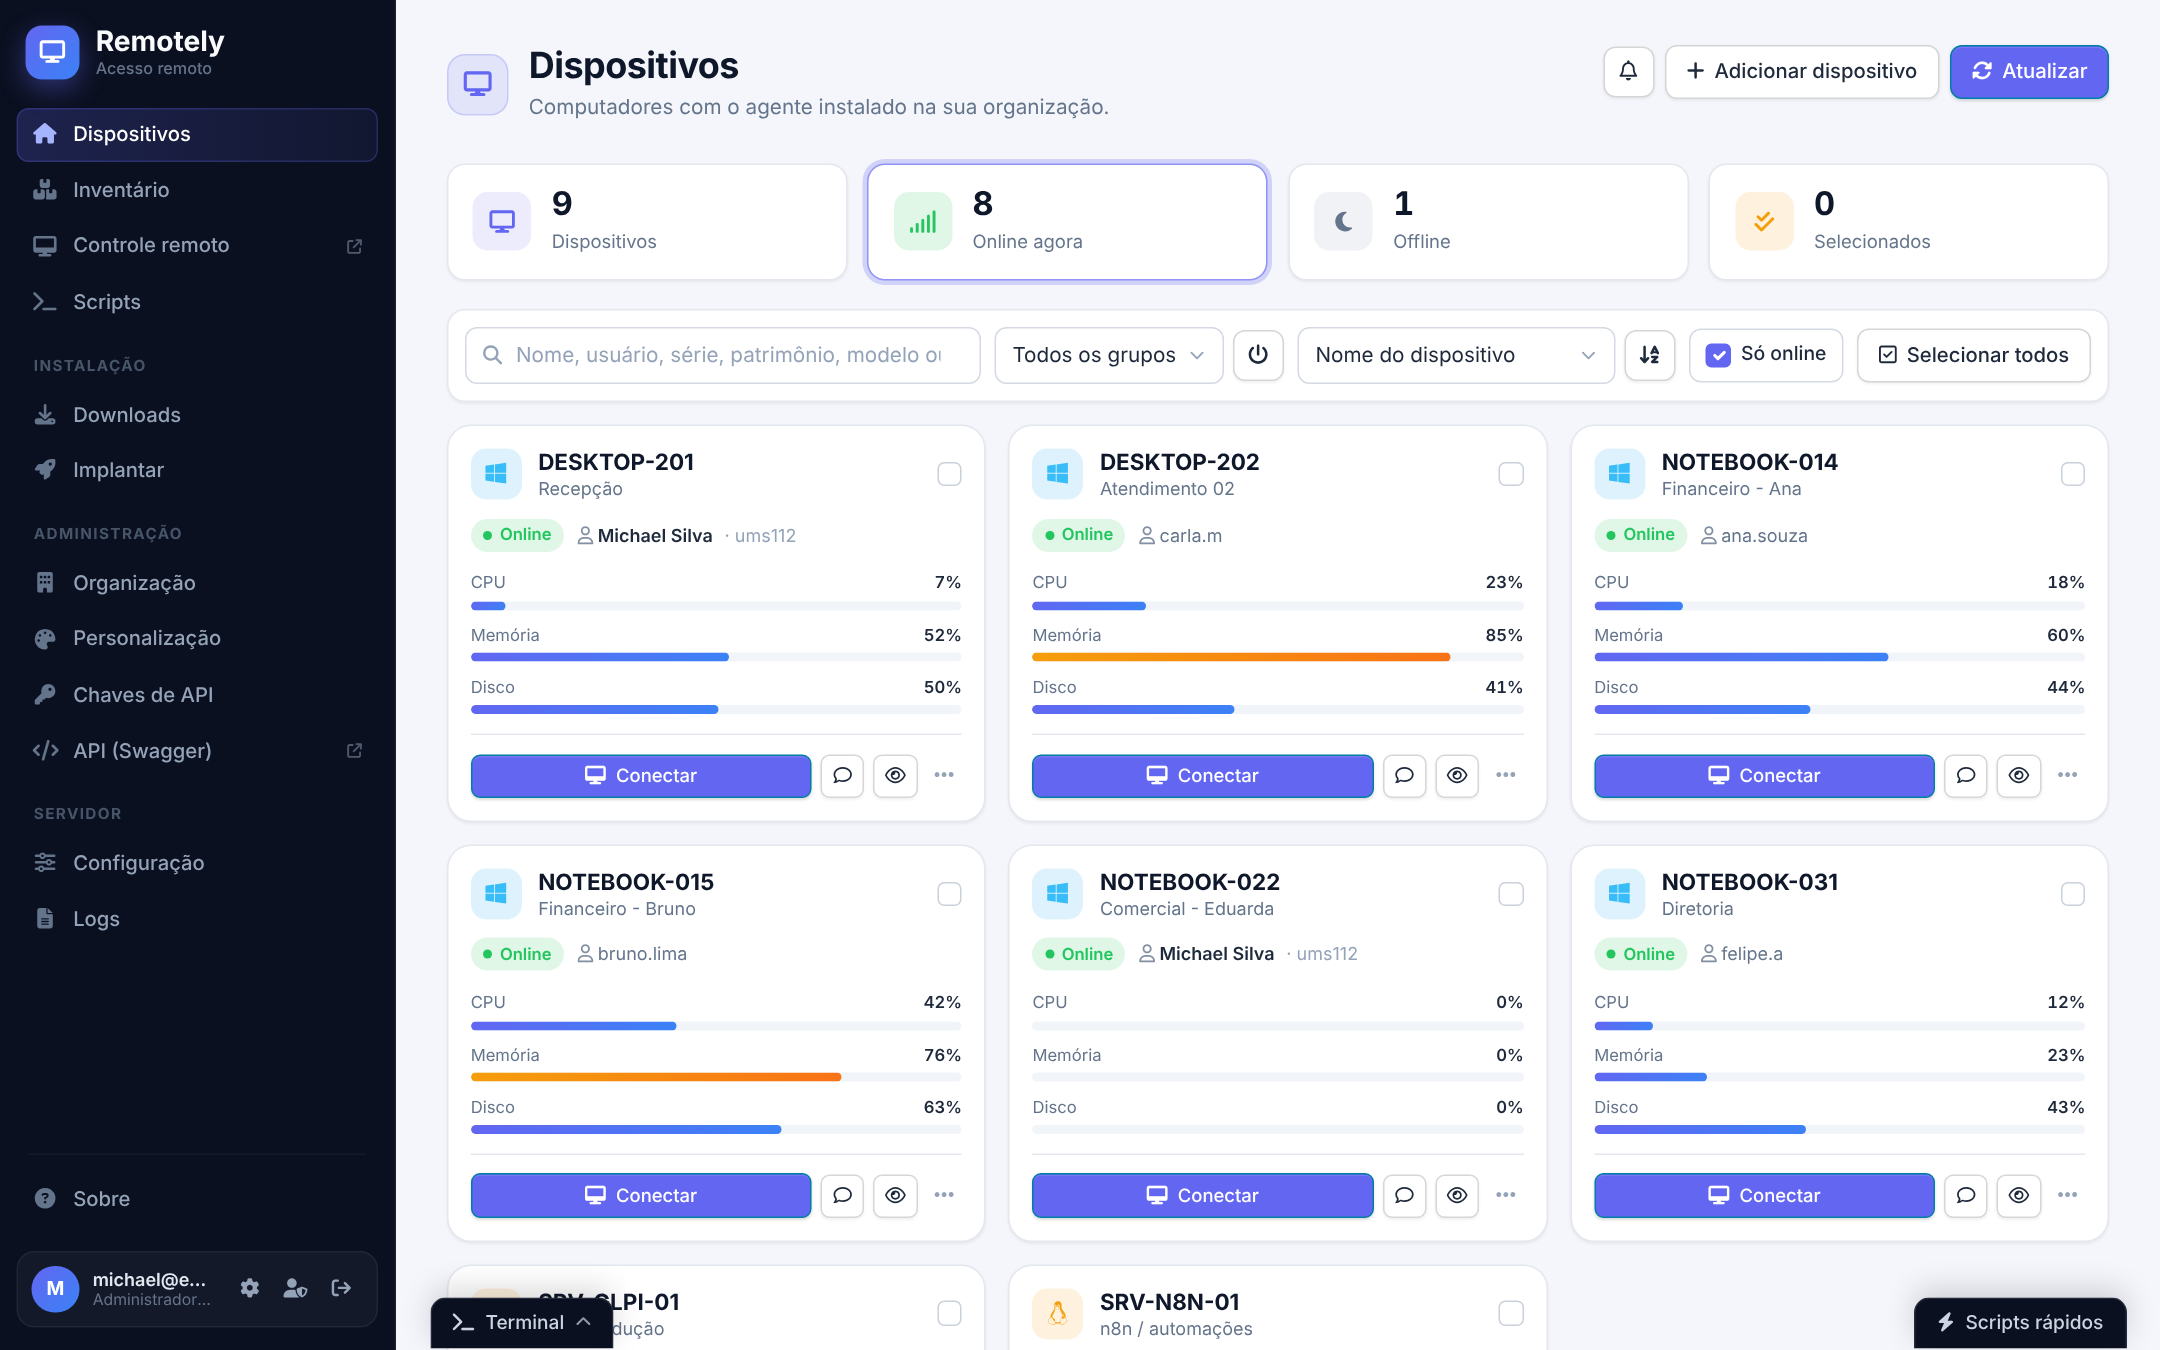 Remotely
Acesso remoto
Dispositivos
Inventário
Controle remoto
Scripts
INSTALAÇÃO
Downloads
Implantar
ADMINISTRAÇÃO
Organização
Personalização
Chaves de API
API (Swagger)
SERVIDOR
Configuração
Logs
Sobre
M
michael@e...
Administrador...
Dispositivos
Computadores com o agente instalado na sua organização.
Adicionar dispositivo
Atualizar
9
Dispositivos
8
Online agora
1
Offline
0
Selecionados
Nome, usuário, série, patrimônio, modelo ou
Todos os grupos
Nome do dispositivo
Só online
Selecionar todos
DESKTOP-201
Recepção
Online
Michael Silva · ums112
CPU 7%
Memória 52%
Disco 50%
Conectar
DESKTOP-202
Atendimento 02
Online
carla.m
CPU 23%
Memória 85%
Disco 41%
Conectar
NOTEBOOK-014
Financeiro - Ana
Online
ana.souza
CPU 18%
Memória 60%
Disco 44%
Conectar
NOTEBOOK-015
Financeiro - Bruno
Online
bruno.lima
CPU 42%
Memória 76%
Disco 63%
Conectar
NOTEBOOK-022
Comercial - Eduarda
Online
Michael Silva · ums112
CPU 0%
Memória 0%
Disco 0%
Conectar
NOTEBOOK-031
Diretoria
Online
felipe.a
CPU 12%
Memória 23%
Disco 43%
Conectar
SRV-GLPI-01
SRV-N8N-01
n8n / automações
Terminal
Scripts rápidos